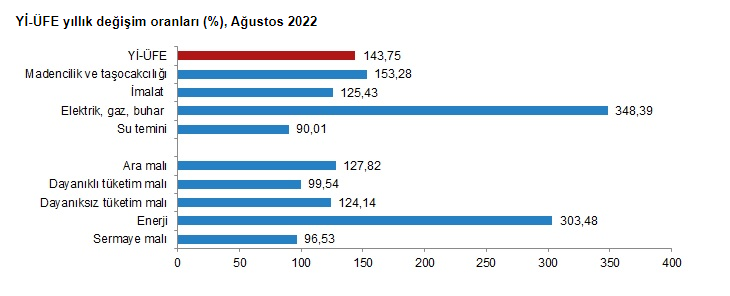 Yİ-ÜFE yıllık değişim oranları (%), Ağustos 2022
Yİ-ÜFE 143,75
Madencilik ve taşocakcılığı 153,28
İmalat 125,43
Elektrik, gaz, buhar 348,39
Su temini 90,01
Ara malı 127,82
Dayanıklı tüketim malı 99,54
Dayanıksız tüketim malı 124,14
Enerji 303,48
Sermaye malı 96,53
0 50 100 150 200 250 300 350 400